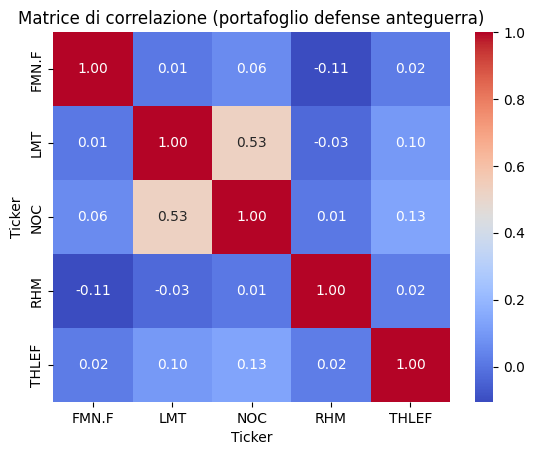 Matrice di correlazione (portafoglio defense anteguerra)
FMN.F 1.00 0.01 0.06 -0.11 0.02
LMT 0.01 1.00 0.53 -0.03 0.10
NOC 0.06 0.53 1.00 0.01 0.13
RHM -0.11 -0.03 0.01 1.00 0.02
THLEF 0.02 0.10 0.13 0.02 1.00
FMN.F LMT NOC RHM THLEF
Ticker
Ticker
1.0
0.8
0.6
0.4
0.2
0.0